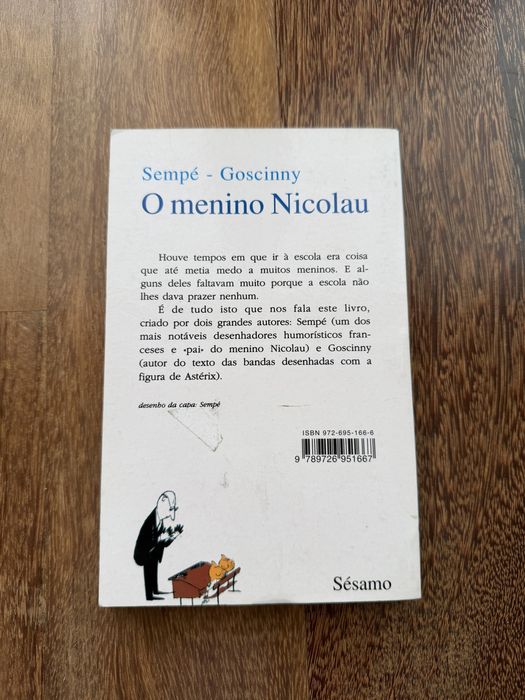 Sempé - Goscinny
O menino Nicolau
Houve tempos em que ir à escola era coisa
que até metia medo a muitos meninos. E al-
guns deles faltavam muito porque a escola não
lhes dava prazer nenhum.
É de tudo isto que nos fala este livro,
criado por dois grandes autores: Sempé (um dos
mais notáveis desenhadores humorísticos fran-
ceses e «pai» do menino Nicolau) e Goscinny
(autor do texto das bandas desenhadas com a
figura de Astérix).
desenho da capa: Sempé
ISBN 972-695-166-6
9 789726 951667
Sésamo